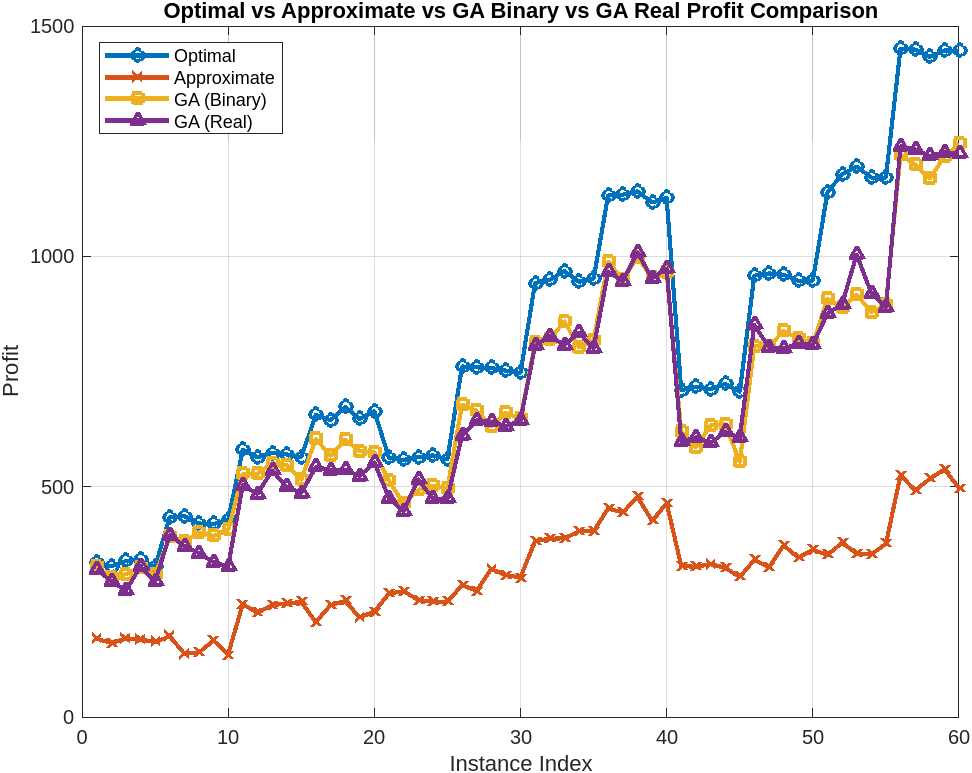 Optimal vs Approximate vs GA Binary vs GA Real Profit Comparison
Optimal
Approximate
GA (Binary)
GA (Real)
1500
1000
500
0
Profit
0 10 20 30 40 50 60
Instance Index